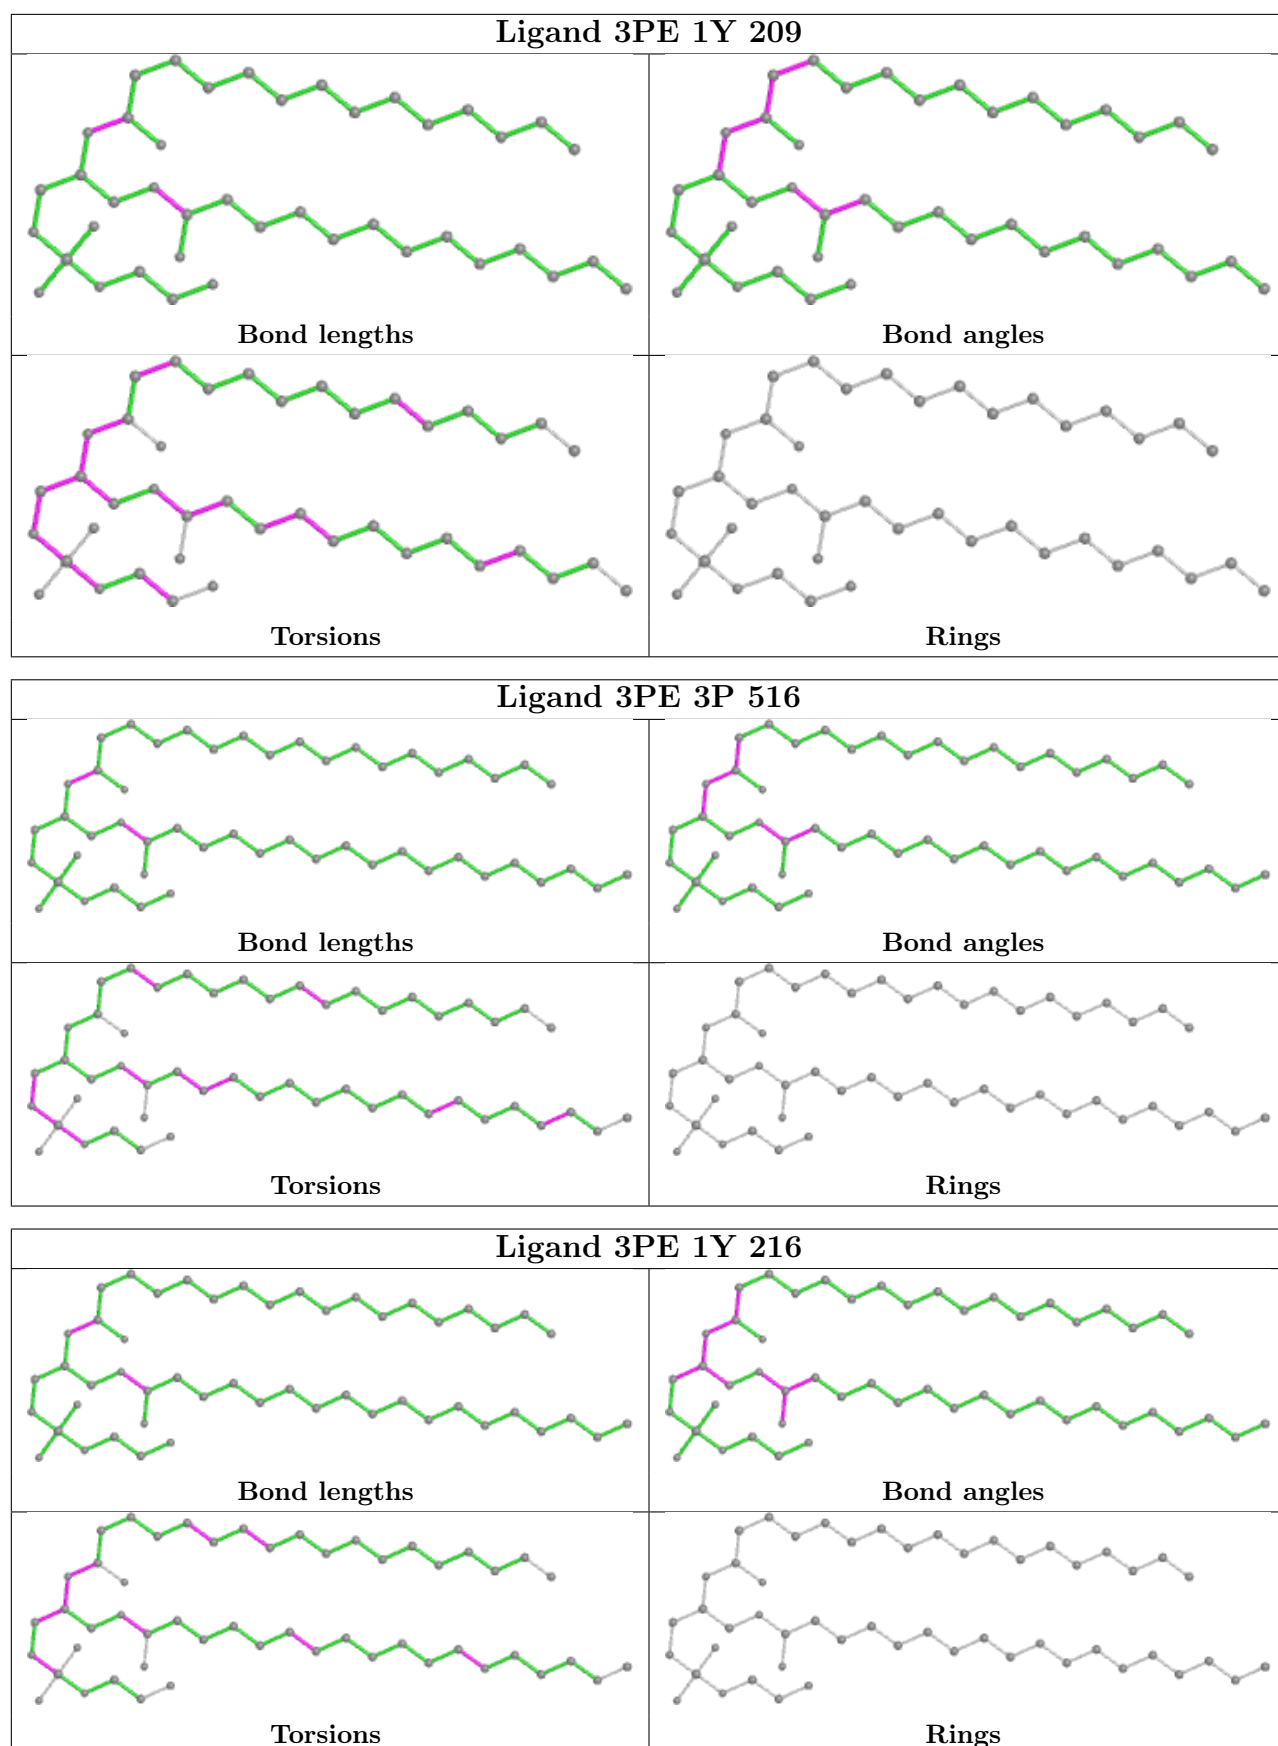 Ligand 3PE 1Y 209
Bond lengths
Bond angles
Torsions
Rings
Ligand 3PE 3P 516
Bond lengths
Bond angles
Torsions
Rings
Ligand 3PE 1Y 216
Bond lengths
Bond angles
Torsions
Rings